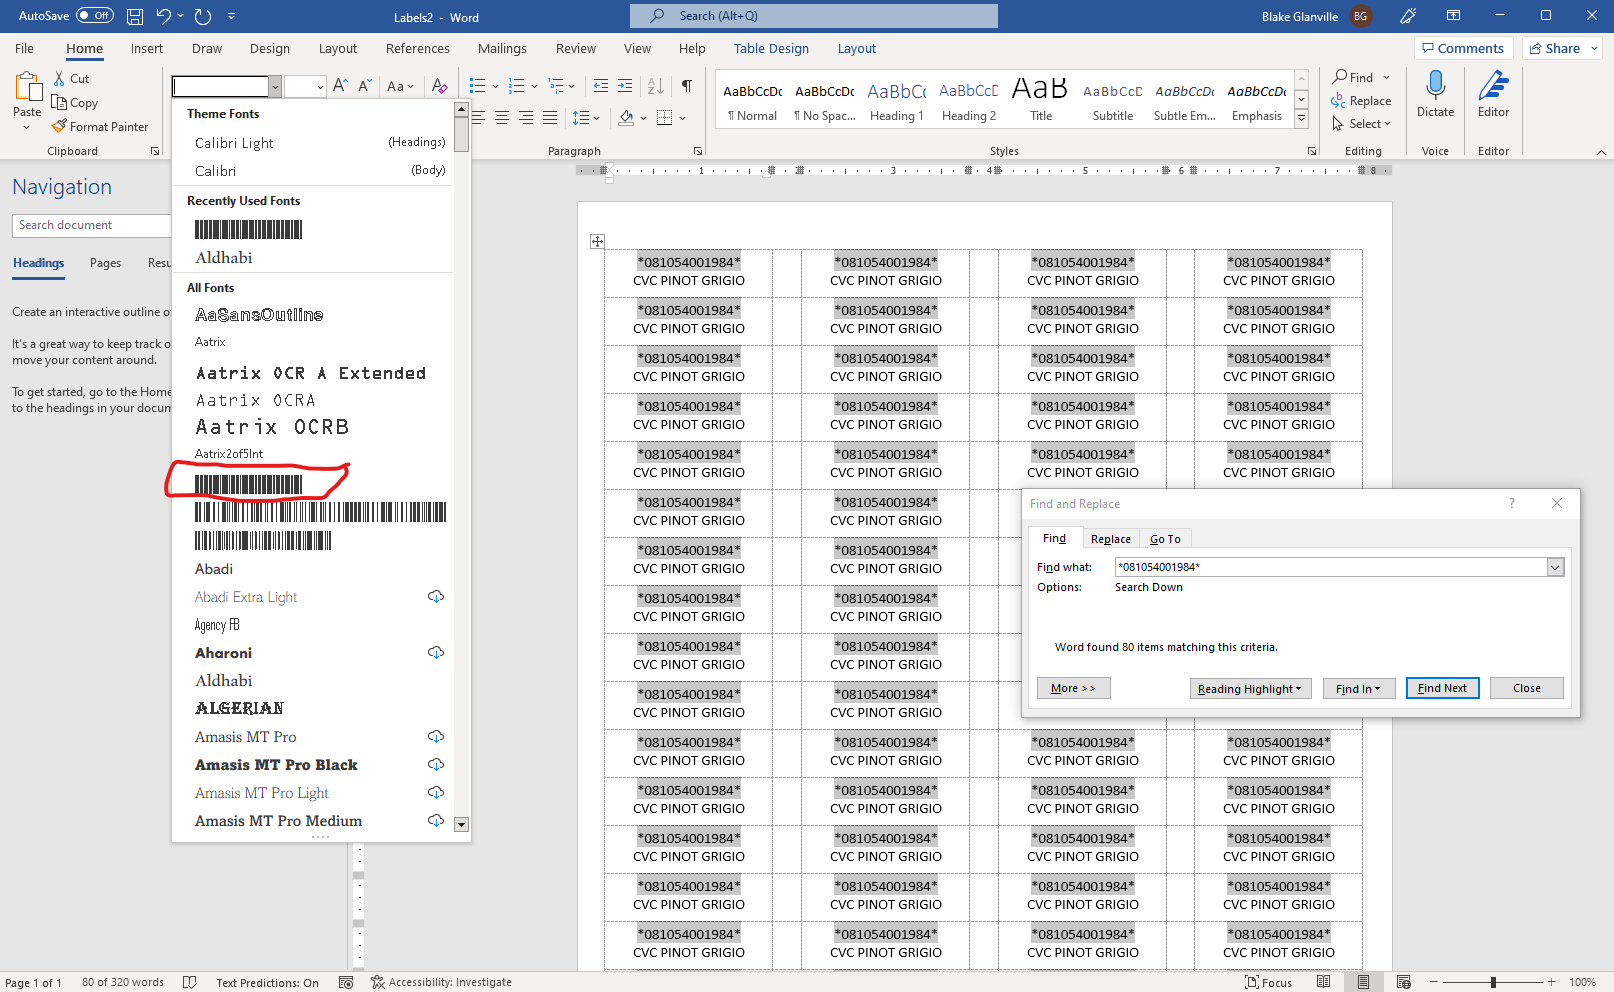 AutoSave Off Labels2 - Word Search (Alt+Q) Blake Glanville BG
File Home Insert Draw Design Layout References Mailings Review View Help Table Design Layout Comments Share
Paste Cut
Copy
Format Painter
Clipboard
Aa
Paragraph
AaBbCcDc AaBbCcDc AaBbCc AaBbCcD AaB AaBbCcD AaBbCcDc AaBbCcDc
¶ Normal ¶ No Spac... Heading 1 Heading 2 Title Subtitle Subtle Em... Emphasis
Styles
Find
Replace
Select
Editing
Dictate
Voice
Editor
Editor
Navigation
Search document
Headings Pages Resu
Create an interactive outline o
It's a great way to keep track o
move your content around.
To get started, go to the Home
to the headings in your docum
Theme Fonts
Calibri Light (Headings)
Calibri (Body)
Recently Used Fonts
Aldhabi
All Fonts
AaSansOutline
Aatrix
Aatrix OCR A Extended
Aatrix OCRA
Aatrix OCRB
Aatrix2of5Int
Abadi
Abadi Extra Light
Agency FB
Aharoni
Aldhabi
ALGERIAN
Amasis MT Pro
Amasis MT Pro Black
Amasis MT Pro Light
Amasis MT Pro Medium
1 2 3 4 5 6 7 8
*081054001984* *081054001984* *081054001984* *081054001984*
CVC PINOT GRIGIO CVC PINOT GRIGIO CVC PINOT GRIGIO CVC PINOT GRIGIO
*081054001984* *081054001984* *081054001984* *081054001984*
CVC PINOT GRIGIO CVC PINOT GRIGIO CVC PINOT GRIGIO CVC PINOT GRIGIO
*081054001984* *081054001984* *081054001984* *081054001984*
CVC PINOT GRIGIO CVC PINOT GRIGIO CVC PINOT GRIGIO CVC PINOT GRIGIO
*081054001984* *081054001984* *081054001984* *081054001984*
CVC PINOT GRIGIO CVC PINOT GRIGIO CVC PINOT GRIGIO CVC PINOT GRIGIO
*081054001984* *081054001984* *081054001984* *081054001984*
CVC PINOT GRIGIO CVC PINOT GRIGIO CVC PINOT GRIGIO CVC PINOT GRIGIO
*081054001984* *081054001984*
CVC PINOT GRIGIO CVC PINOT GRIGIO
*081054001984* *081054001984*
CVC PINOT GRIGIO CVC PINOT GRIGIO
*081054001984* *081054001984*
CVC PINOT GRIGIO CVC PINOT GRIGIO
*081054001984* *081054001984*
CVC PINOT GRIGIO CVC PINOT GRIGIO
*081054001984* *081054001984*
CVC PINOT GRIGIO CVC PINOT GRIGIO
*081054001984* *081054001984* *081054001984* *081054001984*
CVC PINOT GRIGIO CVC PINOT GRIGIO CVC PINOT GRIGIO CVC PINOT GRIGIO
*081054001984* *081054001984* *081054001984* *081054001984*
CVC PINOT GRIGIO CVC PINOT GRIGIO CVC PINOT GRIGIO CVC PINOT GRIGIO
*081054001984* *081054001984* *081054001984* *081054001984*
CVC PINOT GRIGIO CVC PINOT GRIGIO CVC PINOT GRIGIO CVC PINOT GRIGIO
*081054001984* *081054001984* *081054001984* *081054001984*
CVC PINOT GRIGIO CVC PINOT GRIGIO CVC PINOT GRIGIO CVC PINOT GRIGIO
*081054001984* *081054001984* *081054001984* *081054001984*
CVC PINOT GRIGIO CVC PINOT GRIGIO CVC PINOT GRIGIO CVC PINOT GRIGIO
Find and Replace
Find Replace Go To
Find what: *081054001984*
Options: Search Down
Word found 80 items matching this criteria.
More >> Reading Highlight Find In Find Next Close
Page 1 of 1 80 of 320 words Text Predictions: On Accessibility: Investigate Focus 100%